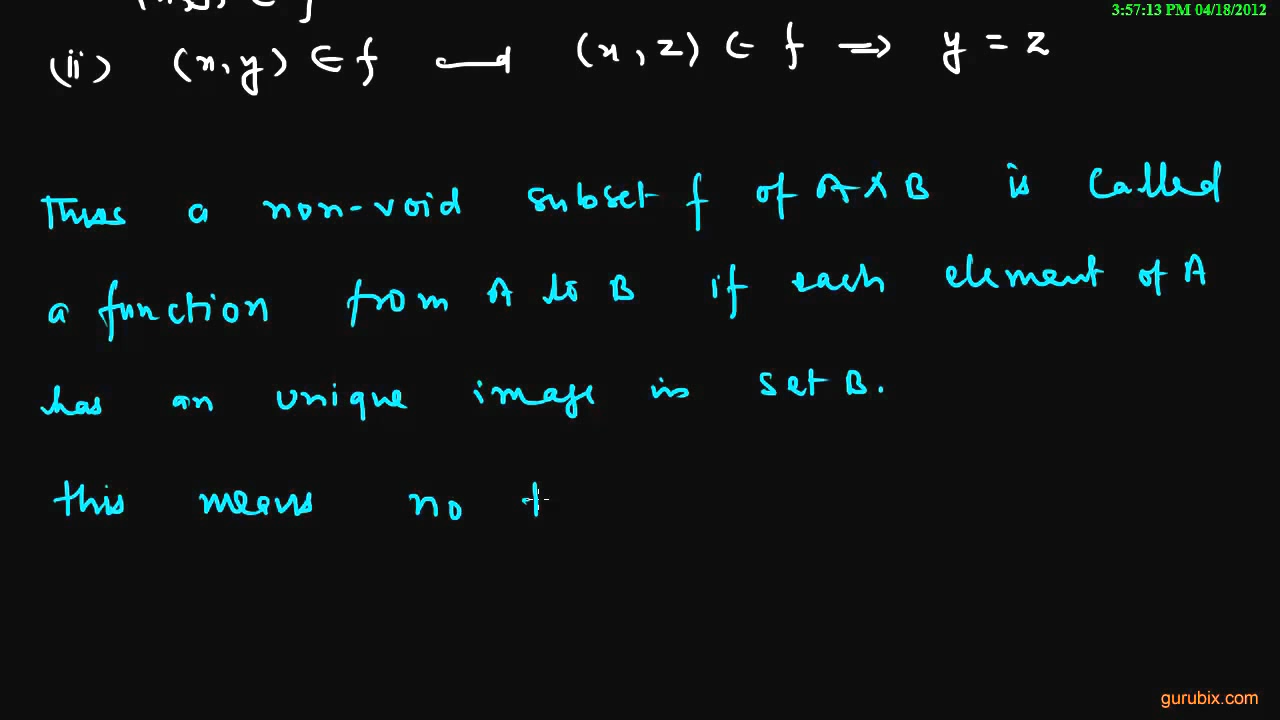 3:57:13 PM 04/18/2012
(ii) (x, y) ∈ f and (x, z) ∈ f ⇒ y = z
Thus a non-void subset f of A × B is called
a function from A to B if each element of A
has an unique image in set B.
this means no t
gurubix.com